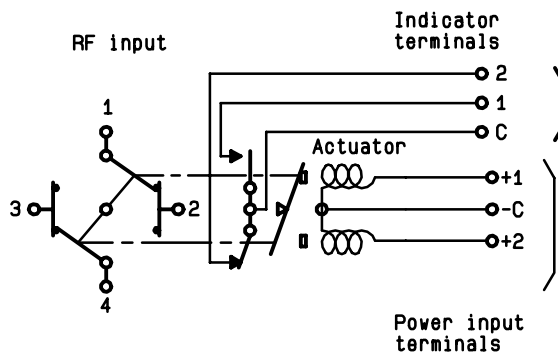 Indicator
terminals
RF input
2
1
C
1
Actuator
+1
3
2
-C
+2
4
Power input
terminals